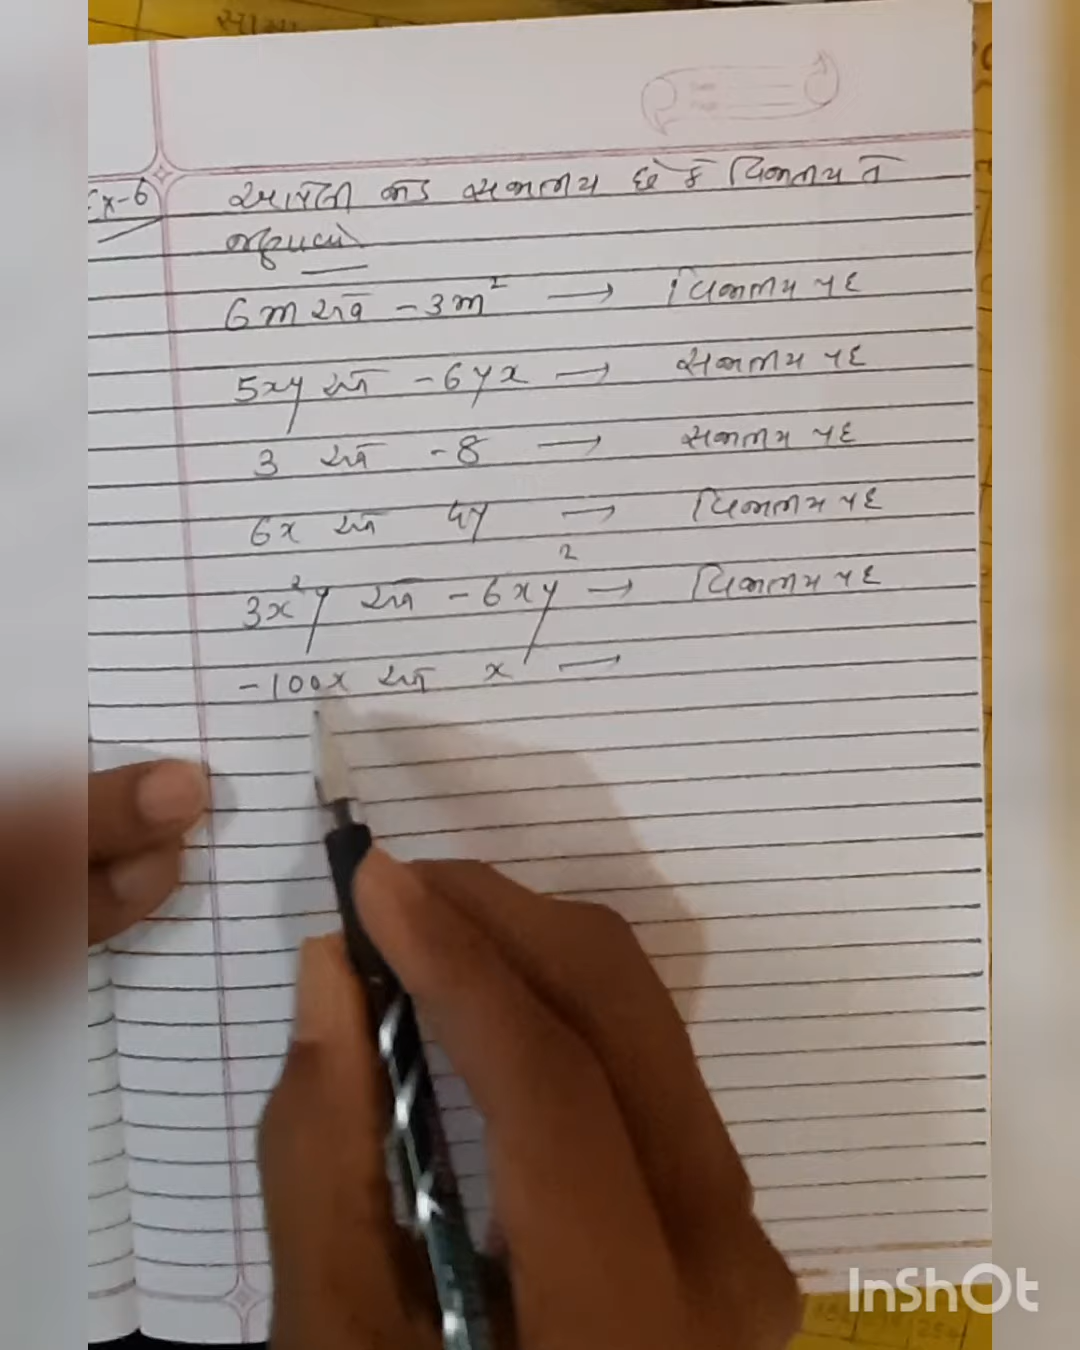 સામા
Ex-6 આપેલી જોડ સજાતીય છે કે વિજાતીય તે
જણાવો
6m અને -3m² → વિજાતીય પદ
5xy અને -6yx → સજાતીય પદ
3 અને -8 → સજાતીય પદ
6x અને 6y → વિજાતીય પદ
3x²y અને -6xy² → વિજાતીય પદ
-100x અને x →
InShOt